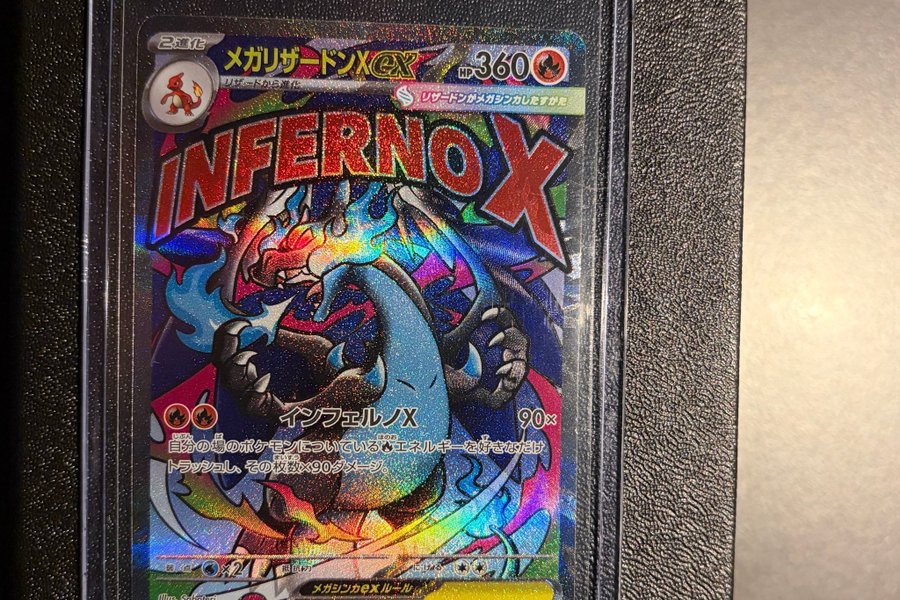 2進化
メガリザードンXex
HP360
リザードから進化
リザードンがメガシンカしたすがた
INFERNO X
インフェルノX 90×
自分の場のポケモンについている エネルギーを好きなだけ
トラッシュし、その枚数×90ダメージ。
×2
メガシンカexルール
Illus.